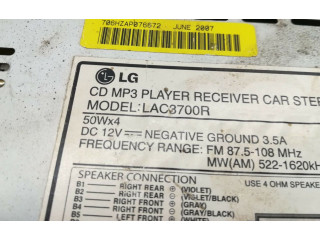 706HZAP076672 JUNE 2007
LG
CD MP3 PLAYER RECEIVER CAR STE
MODEL:LAC3700R
50Wx4
DC 12V NEGATIVE GROUND 3.5A
FREQUENCY RANGE: FM 87.5-108 MHz
MW(AM) 522-1620kH
SPEAKER CONNECTION
USE 4 OHM SPEAKE
B1 RIGHT REAR ⊕ (VIOLET)
B2 RIGHT REAR ⊖ (VIOLET/BLACK)
B3 RIGHT FRONT ⊕ (GRAY)
B4 RIGHT FRONT ⊖ (GRAY/BLACK)
B5 LEFT FRONT ⊕ (WHITE)